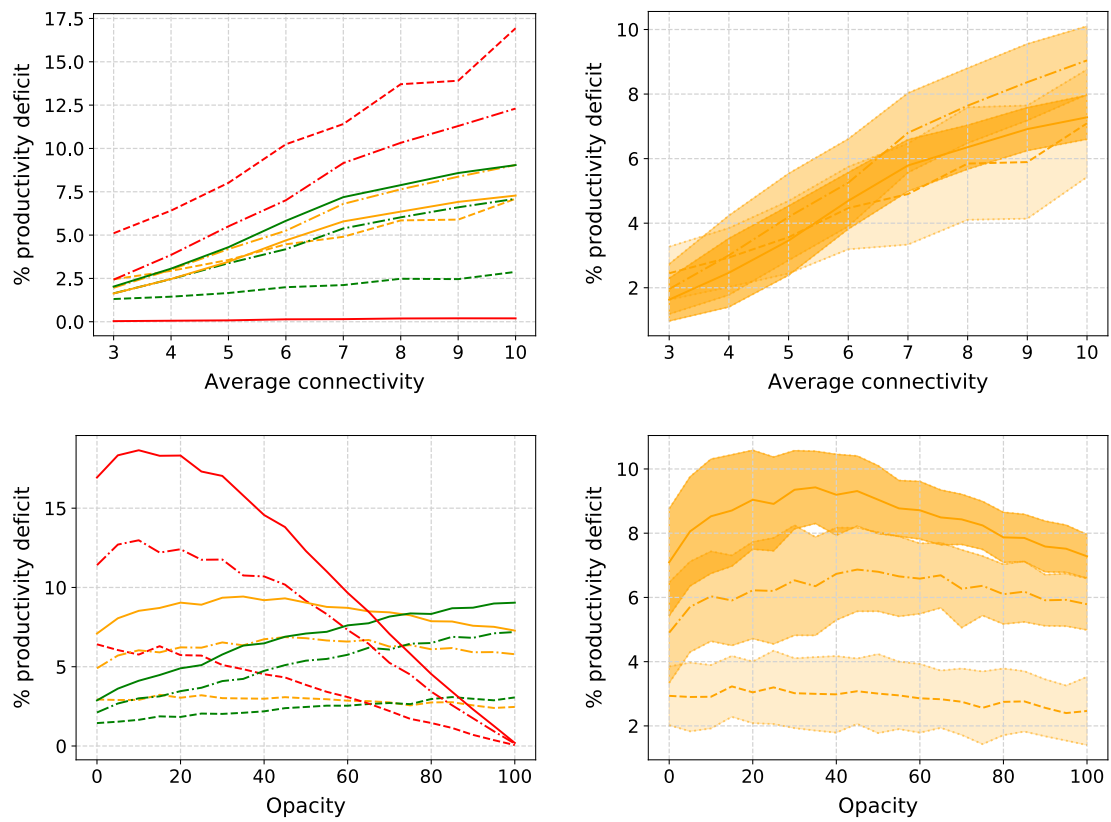 % productivity deficit
17.5
15.0
12.5
10.0
7.5
5.0
2.5
0.0
3 4 5 6 7 8 9 10
Average connectivity
% productivity deficit
10
8
6
4
2
3 4 5 6 7 8 9 10
Average connectivity
% productivity deficit
15
10
5
0
0 20 40 60 80 100
Opacity
% productivity deficit
10
8
6
4
2
0 20 40 60 80 100
Opacity